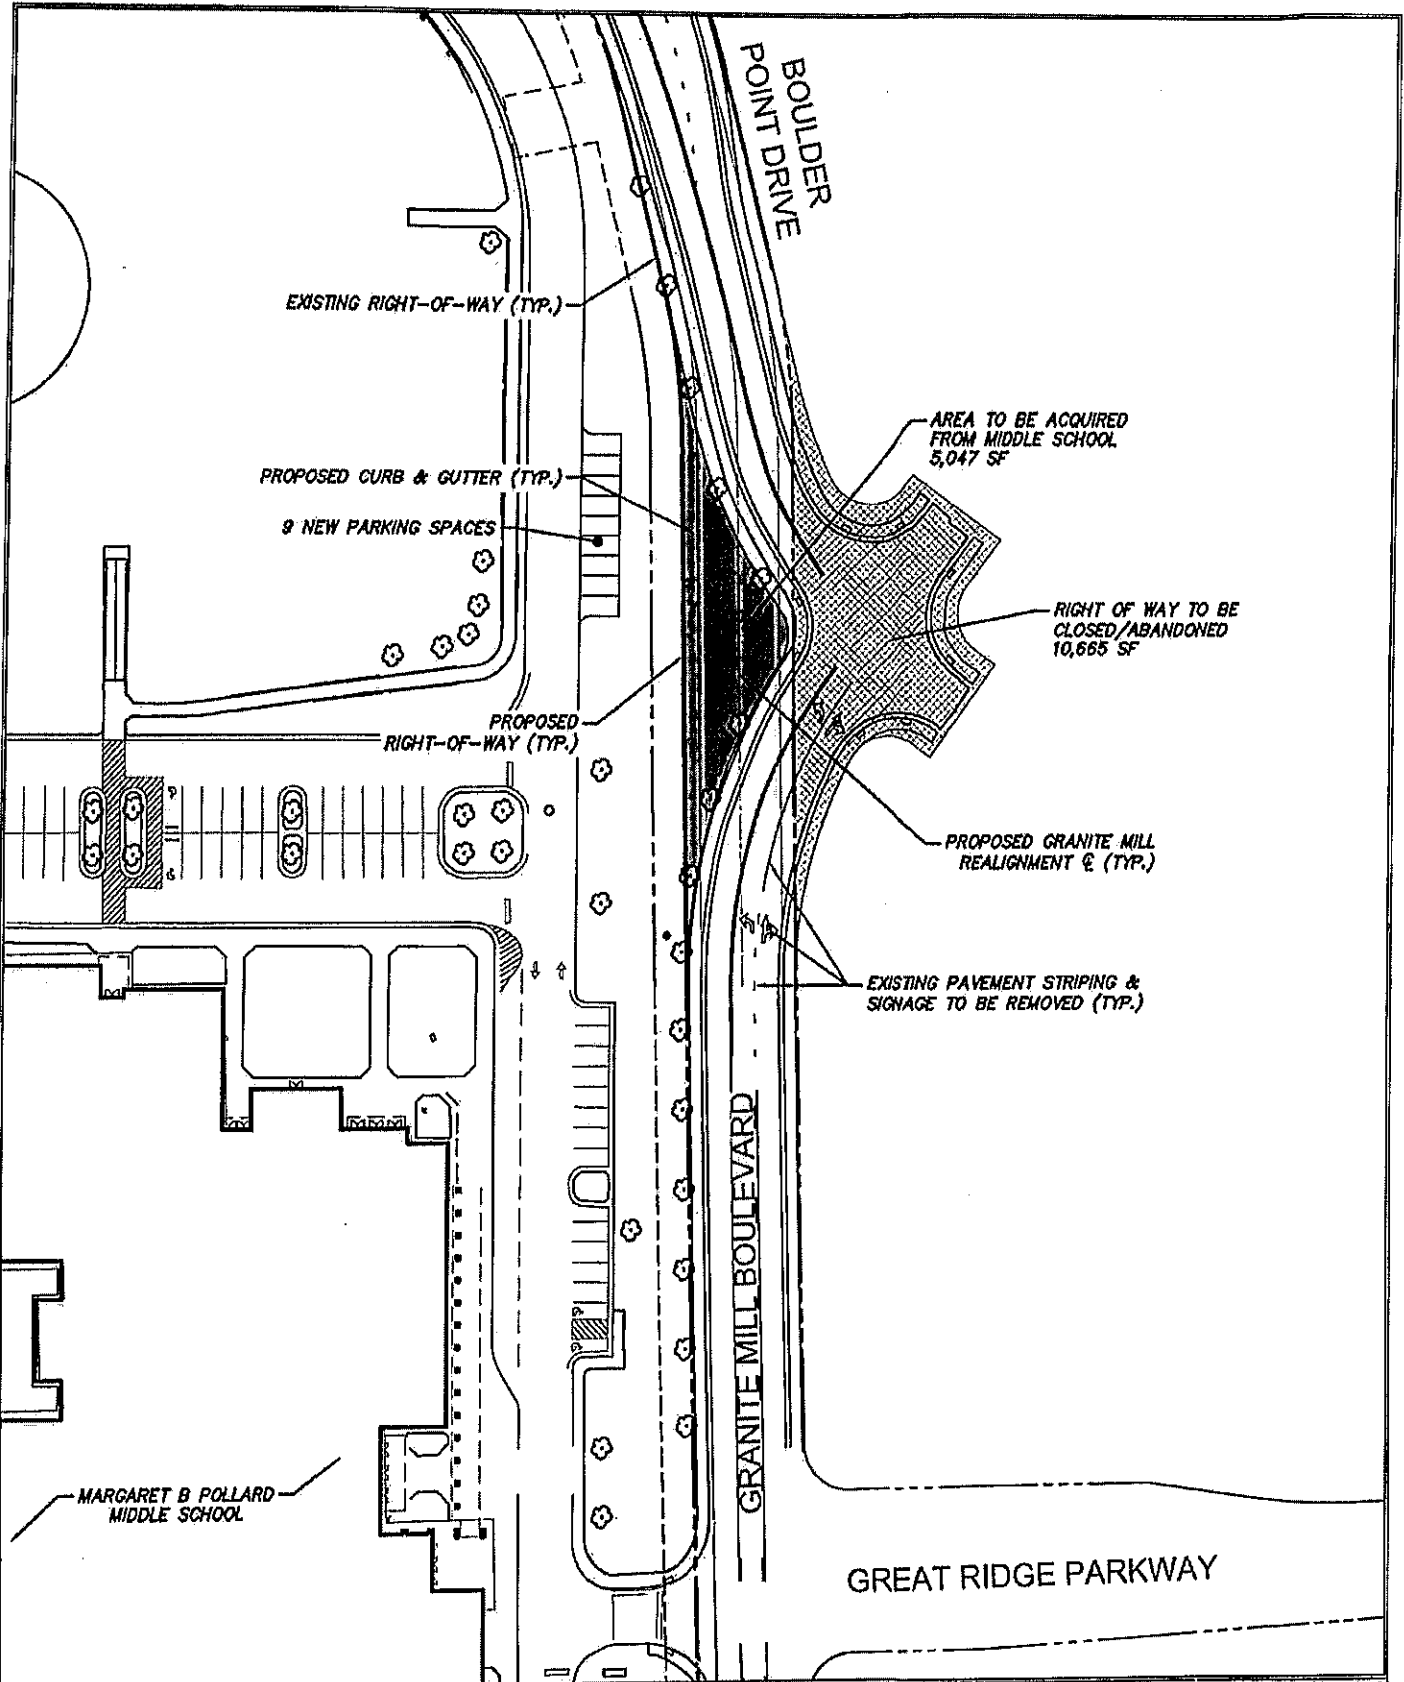 BOULDER
POINT DRIVE
EXISTING RIGHT-OF-WAY (TYP.)
AREA TO BE ACQUIRED
FROM MIDDLE SCHOOL
5,047 SF
PROPOSED CURB & GUTTER (TYP.)
9 NEW PARKING SPACES
RIGHT OF WAY TO BE
CLOSED/ABANDONED
10,665 SF
PROPOSED
RIGHT-OF-WAY (TYP.)
PROPOSED GRANITE MILL
REALIGNMENT ℄ (TYP.)
EXISTING PAVEMENT STRIPING &
SIGNAGE TO BE REMOVED (TYP.)
GRANITE MILL BOULEVARD
MARGARET B POLLARD
MIDDLE SCHOOL
GREAT RIDGE PARKWAY